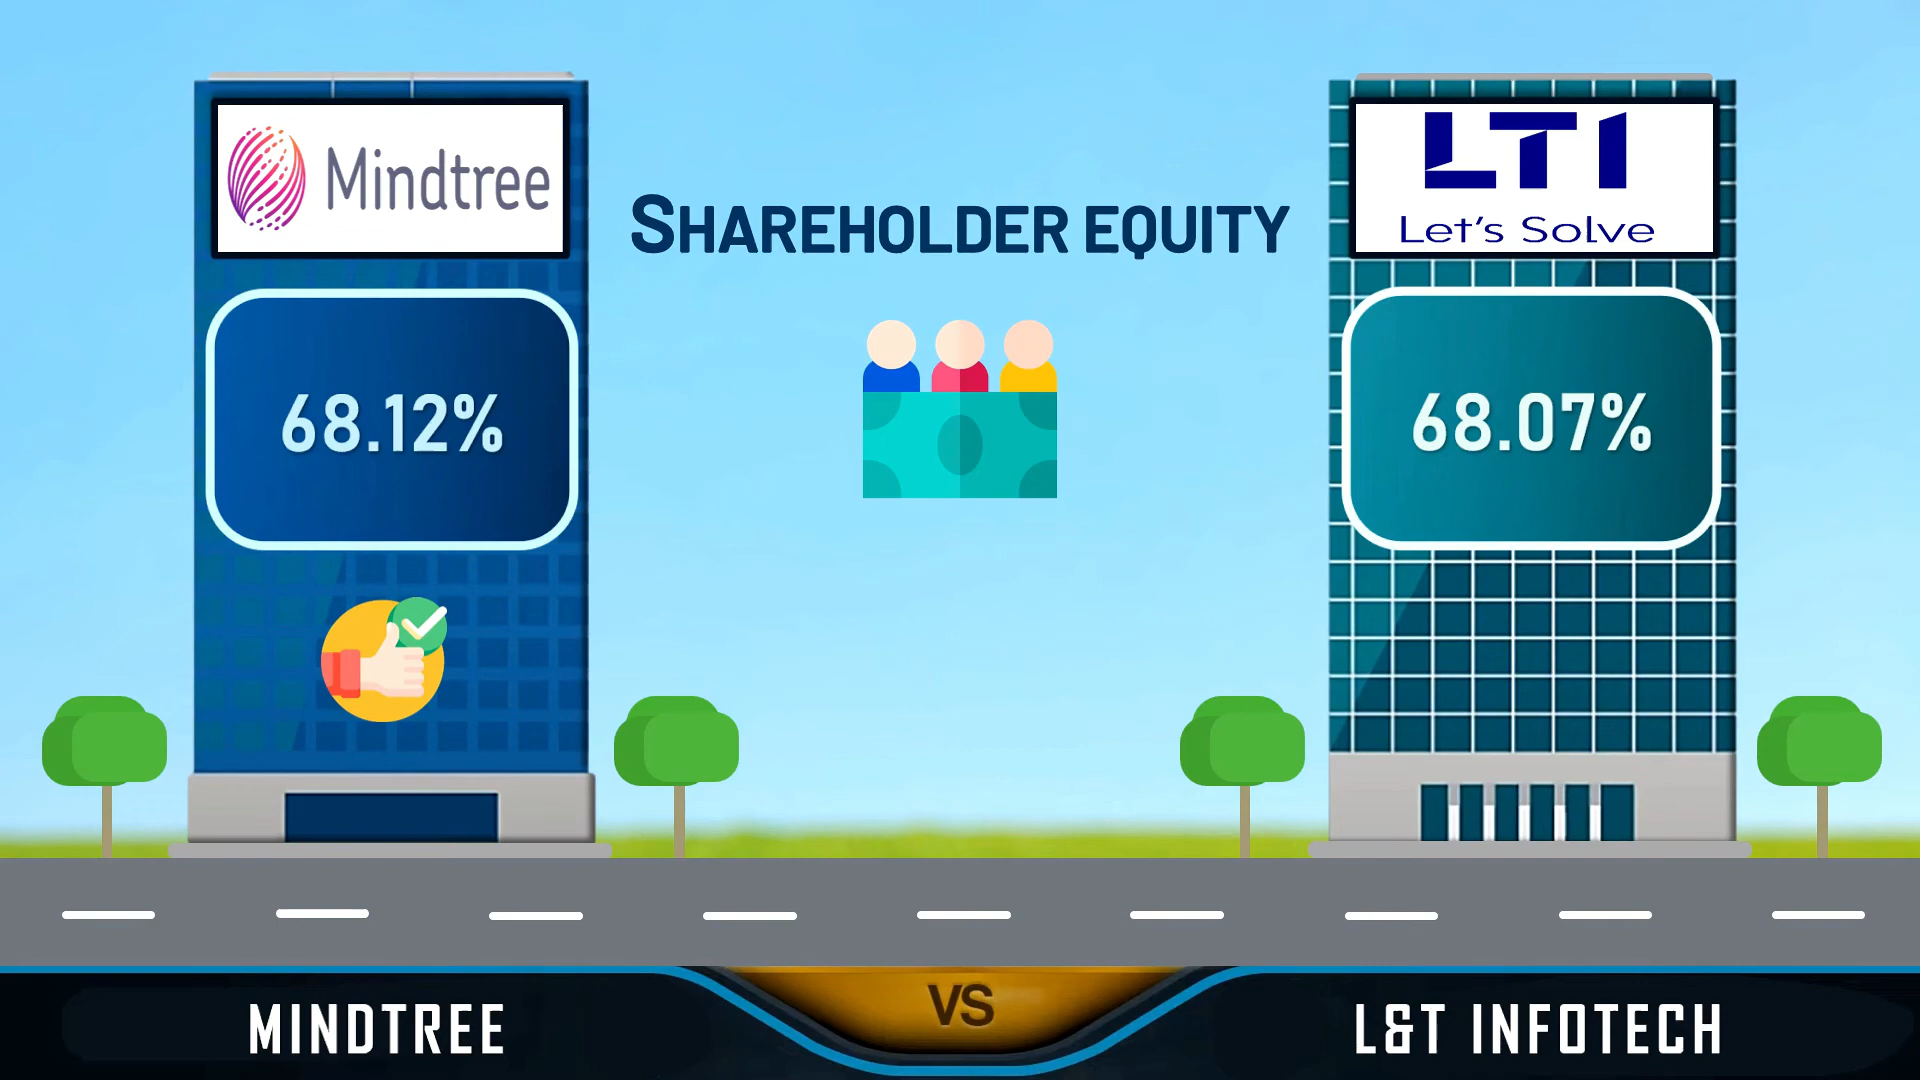 Mindtree
LTI
Let's Solve
SHAREHOLDER EQUITY
68.12%
68.07%
VS
MINDTREE
L&T INFOTECH